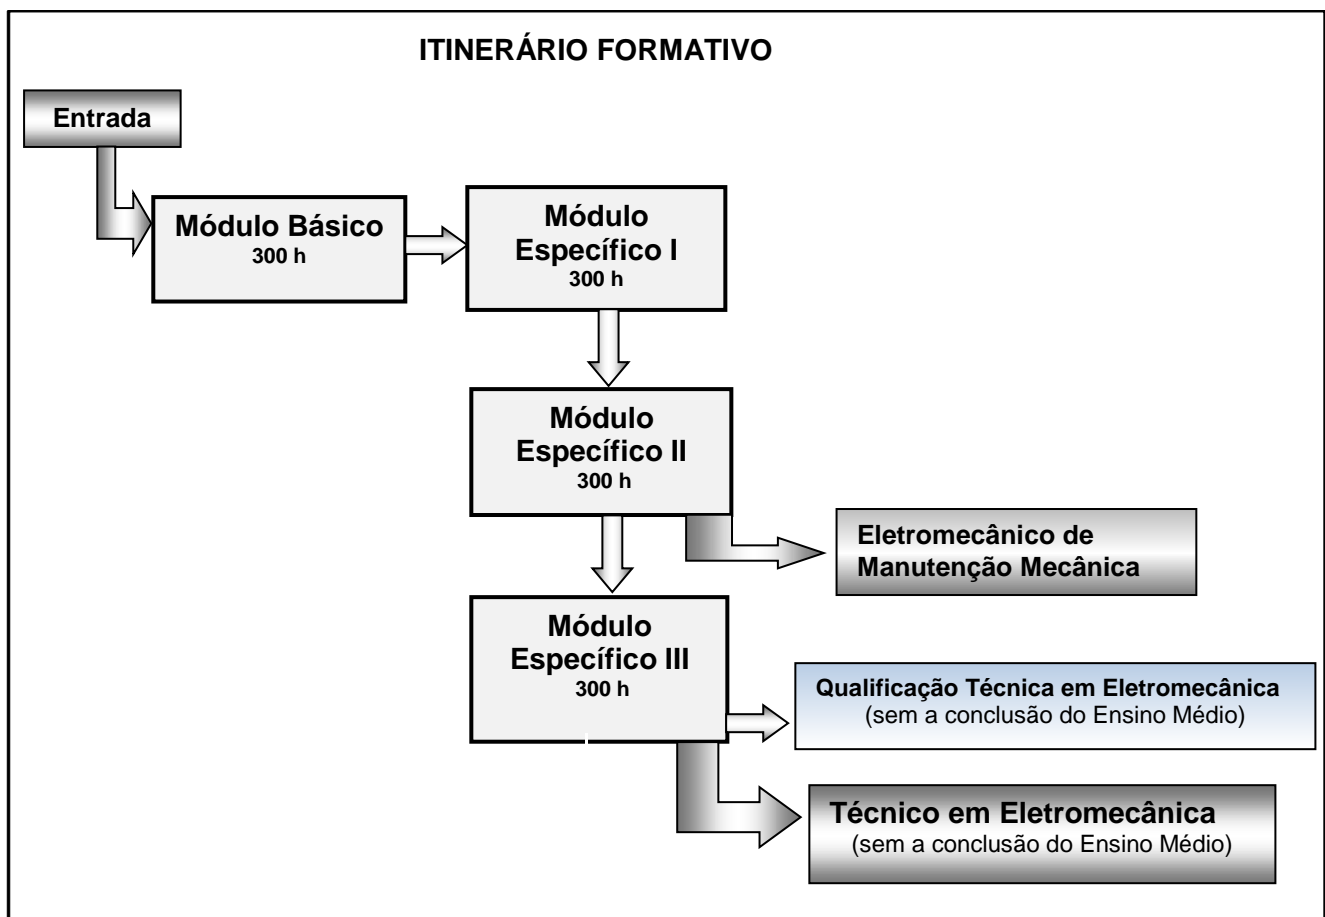 ITINERÁRIO FORMATIVO
Entrada
Módulo Básico
300 h
Módulo
Específico I
300 h
Módulo
Específico II
300 h
Eletromecânico de
Manutenção Mecânica
Módulo
Específico III
300 h
Qualificação Técnica em Eletromecânica
(sem a conclusão do Ensino Médio)
Técnico em Eletromecânica
(sem a conclusão do Ensino Médio)